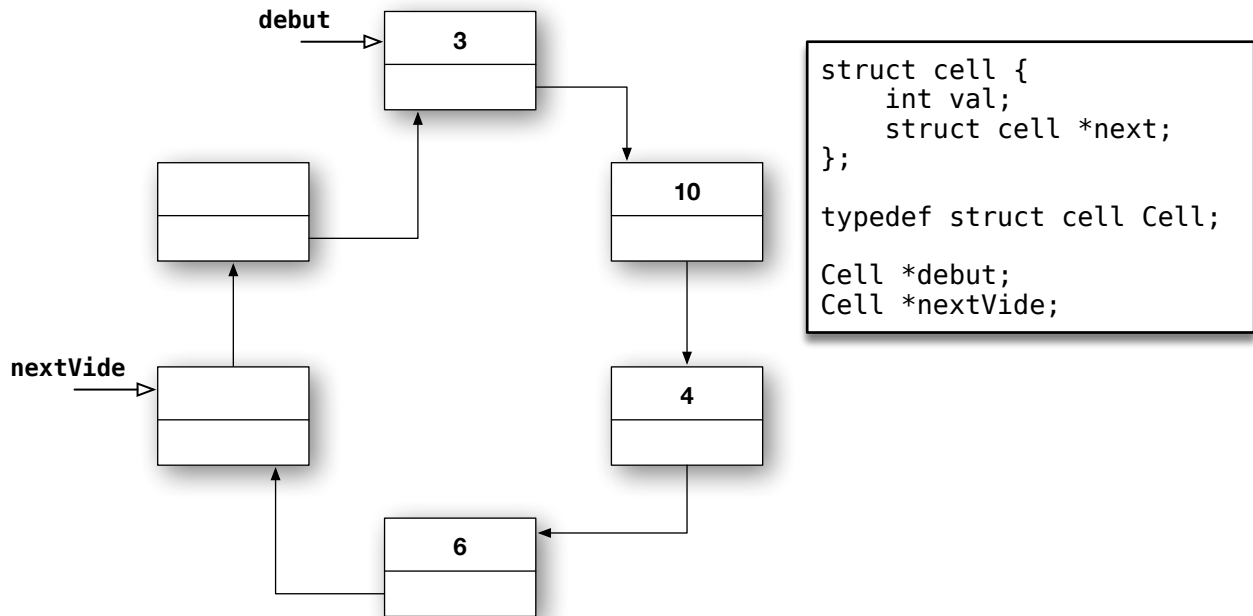 debut
3
10
nextVide
4
6
struct cell {
    int val;
    struct cell *next;
};
typedef struct cell Cell;
Cell *debut;
Cell *nextVide;